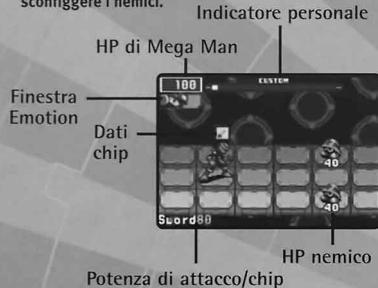 sconfiggere i nemici.
Indicatore personale
HP di Mega Man
100
CUSTOM
Finestra
Emotion
Dati
chip
40
40
Sword80
HP nemico
Potenza di attacco/chip